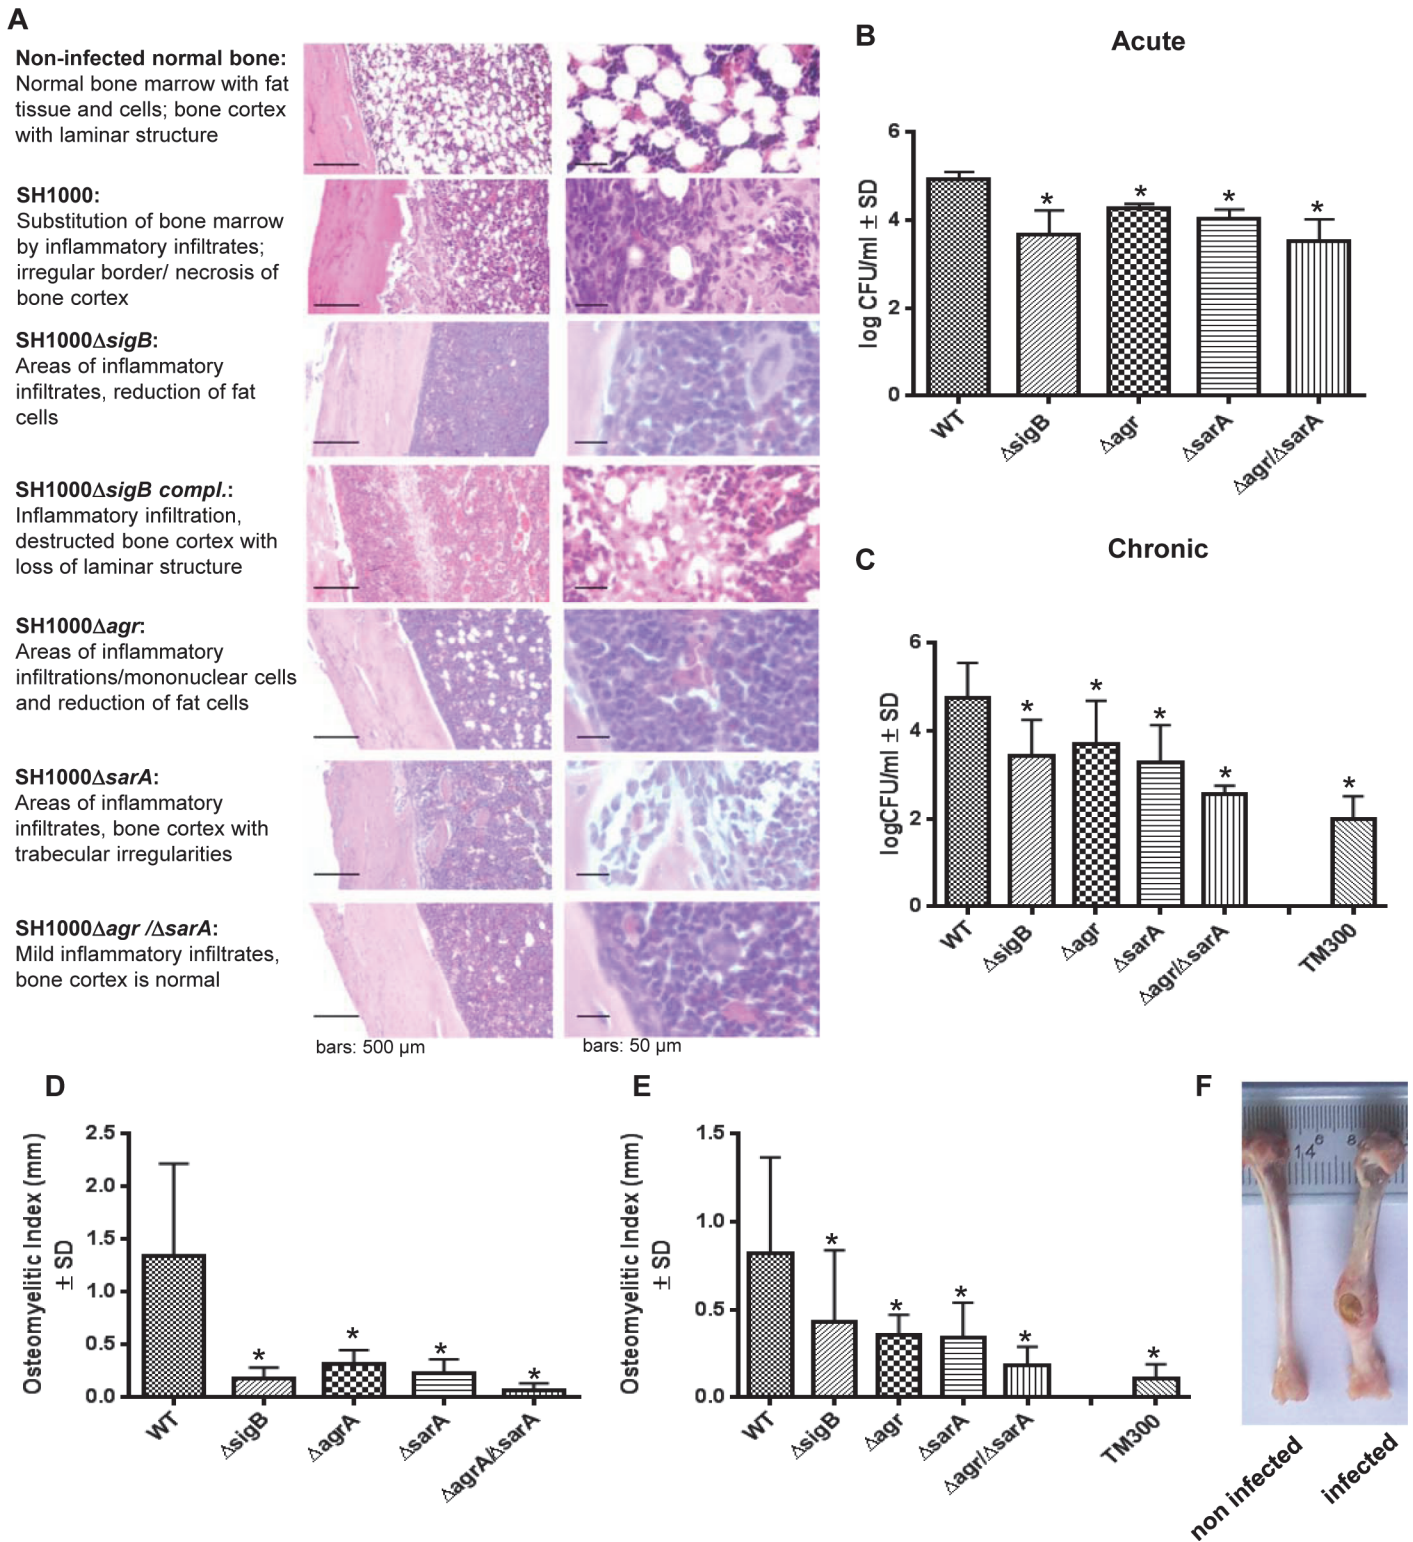 A
Non-infected normal bone:
Normal bone marrow with fat
tissue and cells; bone cortex
with laminar structure
SH1000:
Substitution of bone marrow
by inflammatory infiltrates;
irregular border/ necrosis of
bone cortex
SH1000ΔsigB:
Areas of inflammatory
infiltrates, reduction of fat
cells
SH1000ΔsigB compl.:
Inflammatory infiltration,
destructed bone cortex with
loss of laminar structure
SH1000Δagr:
Areas of inflammatory
infiltrations/mononuclear cells
and reduction of fat cells
SH1000ΔsarA:
Areas of inflammatory
infiltrates, bone cortex with
trabecular irregularities
SH1000Δagr /ΔsarA:
Mild inflammatory infiltrates,
bone cortex is normal
bars: 500 µm
bars: 50 µm
B
Acute
log CFU/ml ± SD
6
4
2
0
*
*
*
*
WT
ΔsigB
Δagr
ΔsarA
Δagr/ΔsarA
C
Chronic
logCFU/ml ± SD
6
4
2
0
*
*
*
*
*
WT
ΔsigB
Δagr
ΔsarA
Δagr/ΔsarA
TM300
D
Osteomyelitic Index (mm)
± SD
2.5
2.0
1.5
1.0
0.5
0.0
*
*
*
*
WT
ΔsigB
ΔagrA
ΔsarA
ΔagrA/ΔsarA
E
Osteomyelitic Index (mm)
± SD
1.5
1.0
0.5
0.0
*
*
*
*
*
WT
ΔsigB
Δagr
ΔsarA
Δagr/ΔsarA
TM300
F
14
6
8
non infected
infected